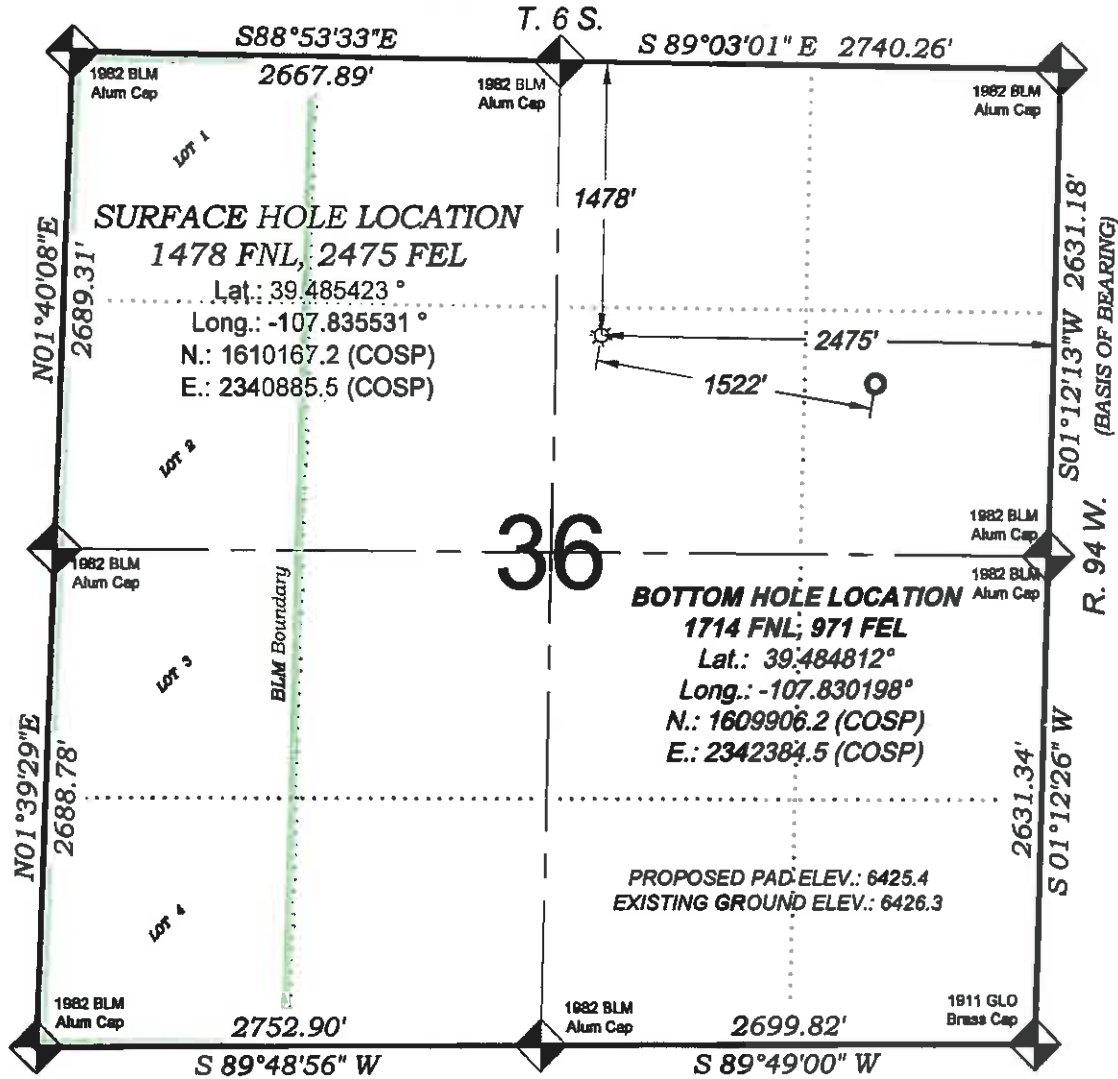 T. 6 S.
S88°53'33"E
2667.89'
S 89°03'01" E 2740.26'
1982 BLM
Alum Cap
1982 BLM
Alum Cap
1982 BLM
Alum Cap
LOT 1
1478'
SURFACE HOLE LOCATION
1478 FNL, 2475 FEL
Lat.: 39.485423 °
Long.: -107.835531 °
N.: 1610167.2 (COSP)
E.: 2340885.5 (COSP)
N01°40'08"E
2689.31'
S01°12'13"W 2631.18'
(BASIS OF BEARING)
2475'
1522'
LOT 2
36
1982 BLM
Alum Cap
1982 BLM
Alum Cap
1982 BLM
Alum Cap
R. 94 W.
BLM Boundary
BOTTOM HOLE LOCATION
1714 FNL, 971 FEL
Lat.: 39.484812°
Long.: -107.830198°
N.: 1609906.2 (COSP)
E.: 2342384.5 (COSP)
LOT 3
N01°39'29"E
2688.78'
2631.34'
S 01°12'26" W
PROPOSED PAD ELEV.: 6425.4
EXISTING GROUND ELEV.: 6426.3
LOT 4
1982 BLM
Alum Cap
1982 BLM
Alum Cap
1911 GLO
Brass Cap
2752.90'
S 89°48'56" W
2699.82'
S 89°49'00" W